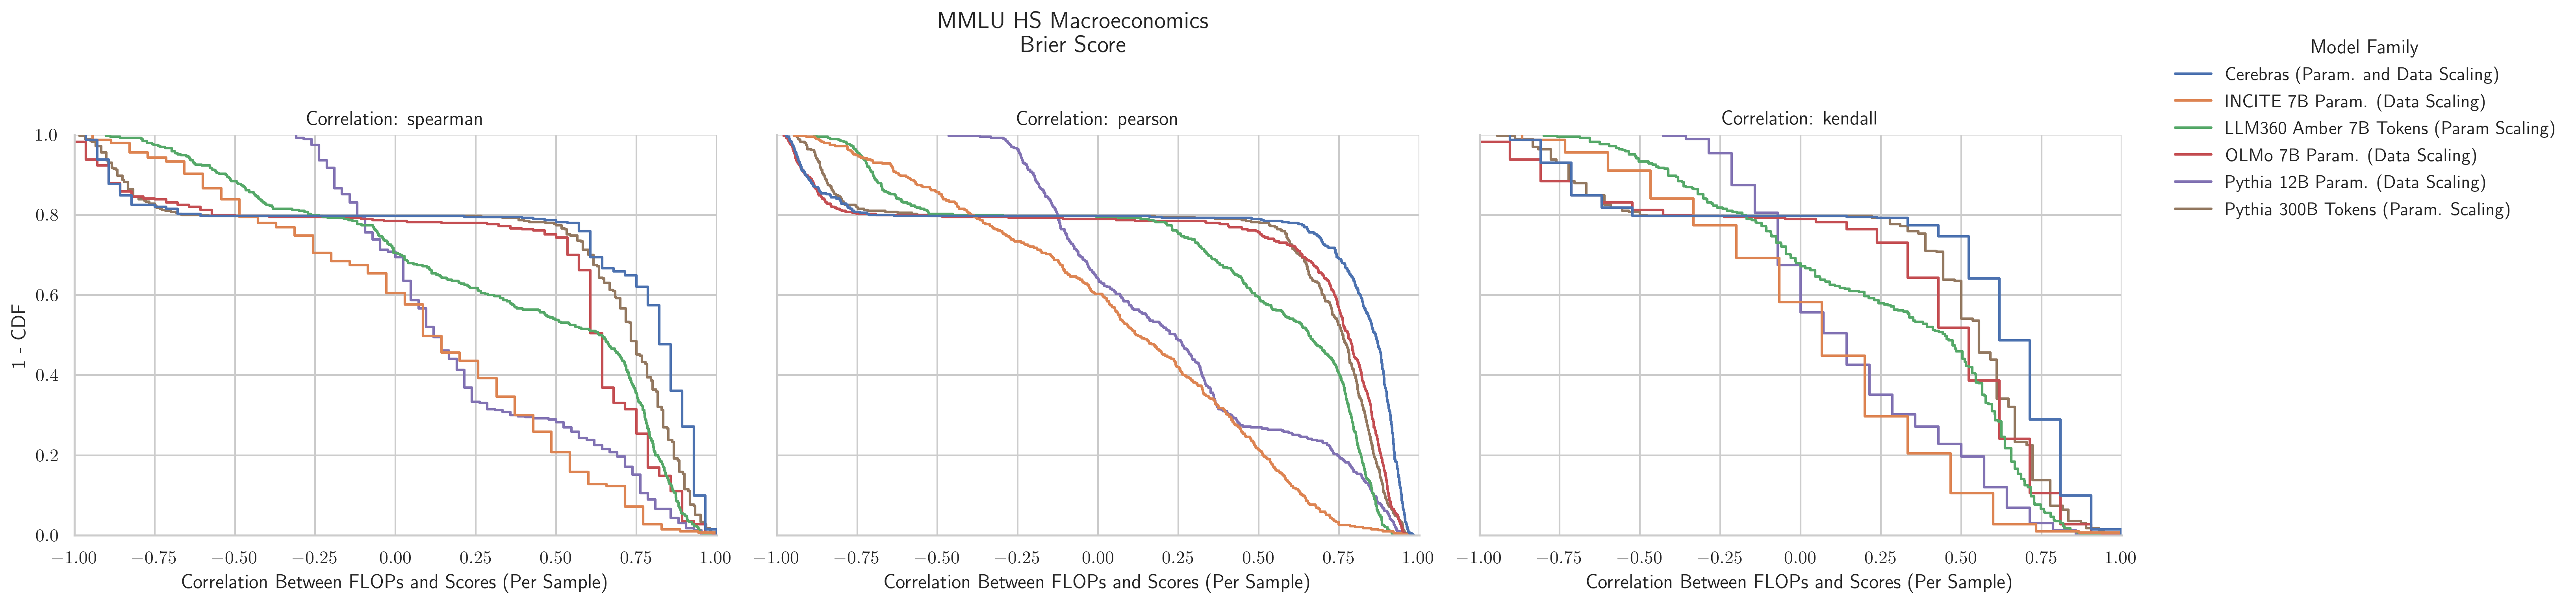 MMLU HS Macroeconomics
Brier Score
Correlation: spearman
Correlation: pearson
Correlation: kendall
1 - CDF
1.0
0.8
0.6
0.4
0.2
0.0
−1.00 −0.75 −0.50 −0.25 0.00 0.25 0.50 0.75 1.00
−1.00 −0.75 −0.50 −0.25 0.00 0.25 0.50 0.75 1.00
−1.00 −0.75 −0.50 −0.25 0.00 0.25 0.50 0.75 1.00
Correlation Between FLOPs and Scores (Per Sample)
Correlation Between FLOPs and Scores (Per Sample)
Correlation Between FLOPs and Scores (Per Sample)
Model Family
Cerebras (Param. and Data Scaling)
INCITE 7B Param. (Data Scaling)
LLM360 Amber 7B Tokens (Param Scaling)
OLMo 7B Param. (Data Scaling)
Pythia 12B Param. (Data Scaling)
Pythia 300B Tokens (Param. Scaling)